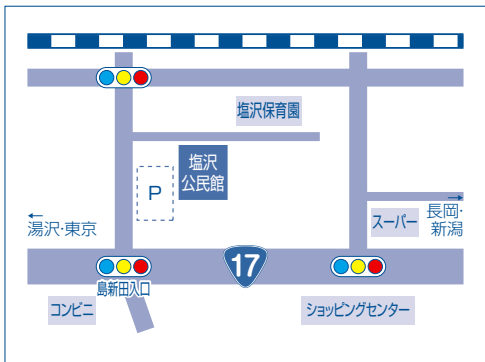 塩沢保育園
塩沢
公民館
P
←
湯沢·東京
→
長岡·
新潟
スーパー
17
島新田入口
コンビニ
ショッピングセンター